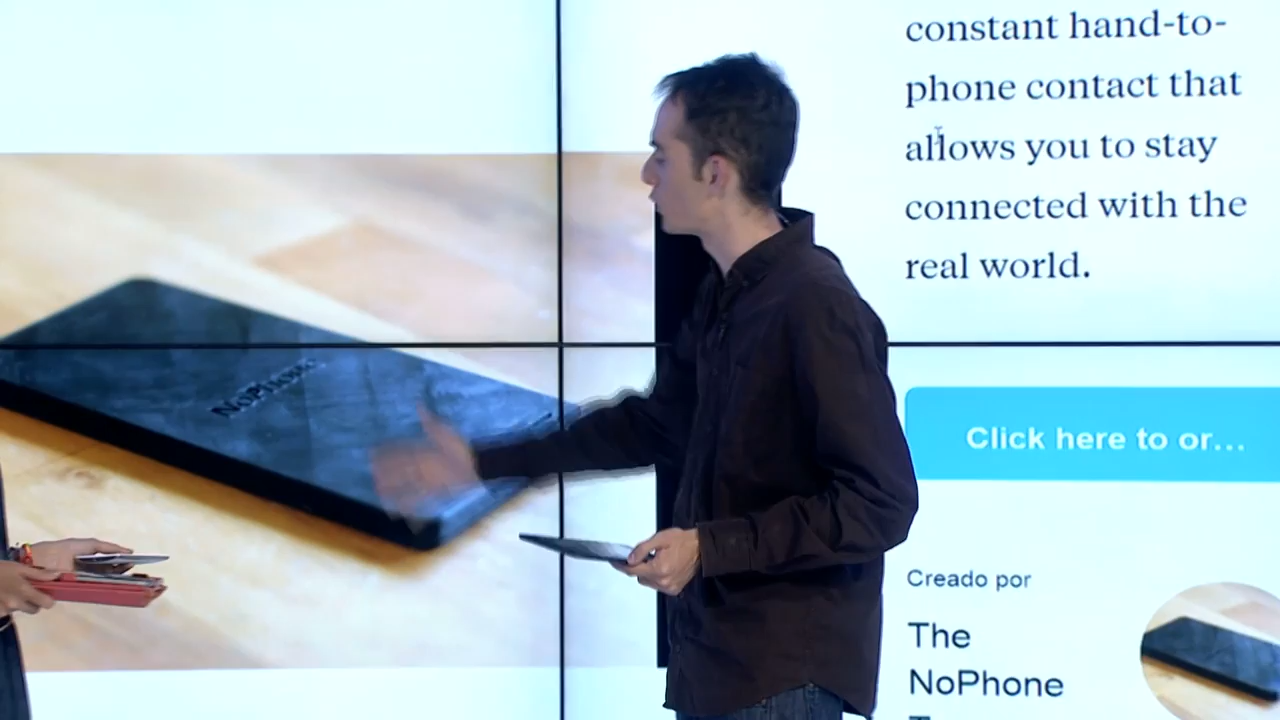 constant hand-to-
phone contact that
allows you to stay
connected with the
real world.
NoPhone
Click here to or...
Creado por
The
NoPhone